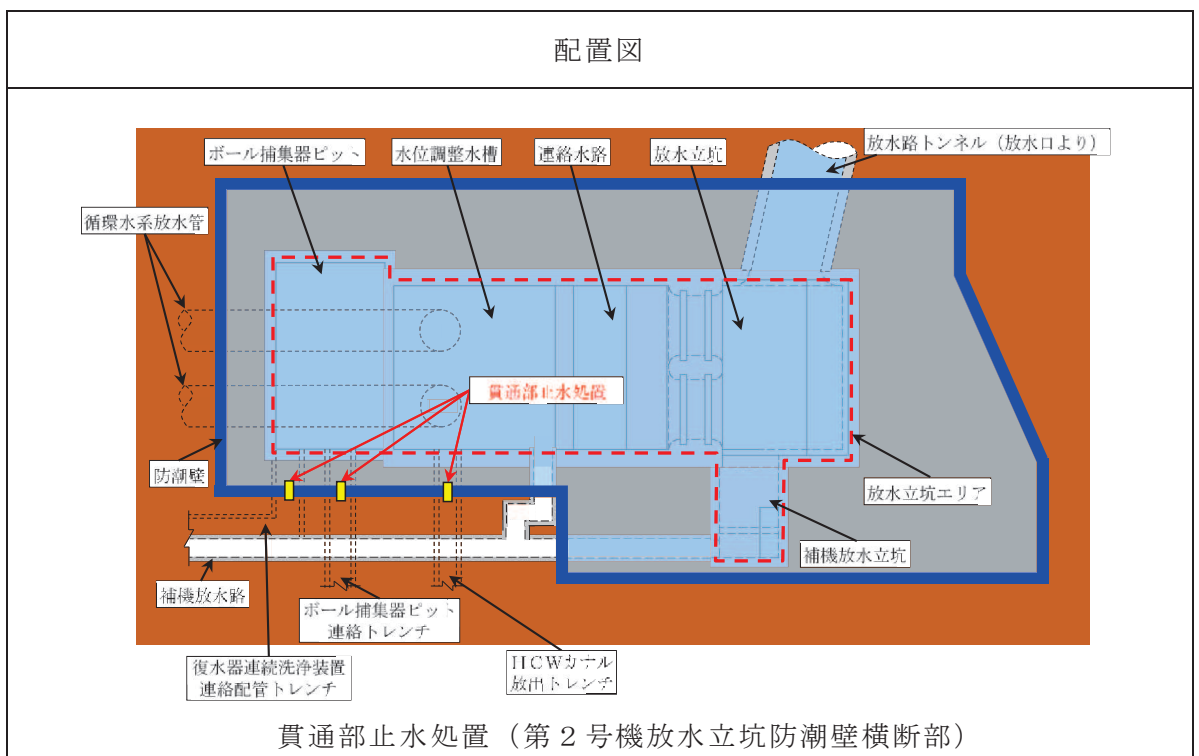 配置図
ボール捕集器ピット
水位調整水槽
連絡水路
放水立坑
放水路トンネル（放水口より）
循環水系放水管
貫通部止水処置
防潮壁
放水立坑エリア
補機放水立坑
補機放水路
ボール捕集器ピット
連絡トレンチ
HCWカナル
放出トレンチ
復水器連続洗浄装置
連絡配管トレンチ
貫通部止水処置（第２号機放水立坑防潮壁横断部）